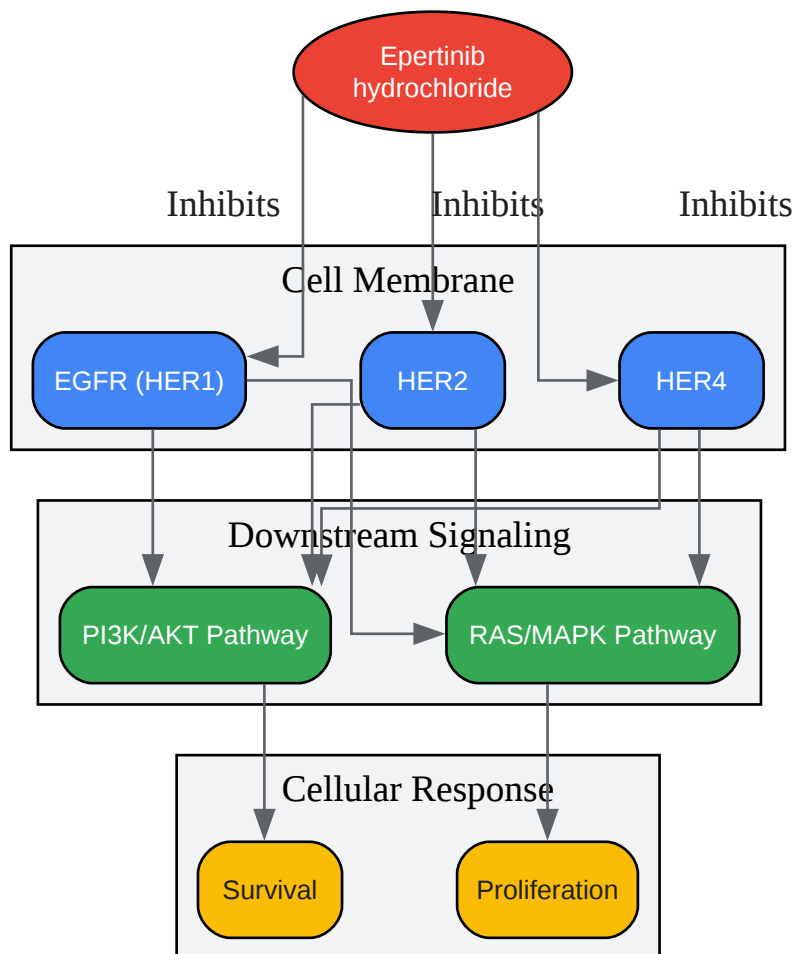 Epertinib
hydrochloride
Inhibits
Inhibits
Inhibits
Cell Membrane
EGFR (HER1)
HER2
HER4
Downstream Signaling
PI3K/AKT Pathway
RAS/MAPK Pathway
Cellular Response
Survival
Proliferation